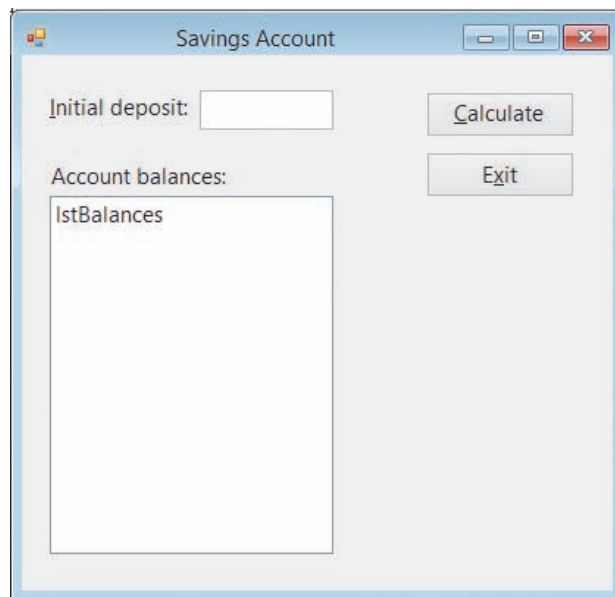 Savings Account
Initial deposit:
Calculate
Account balances:
Exit
lstBalances